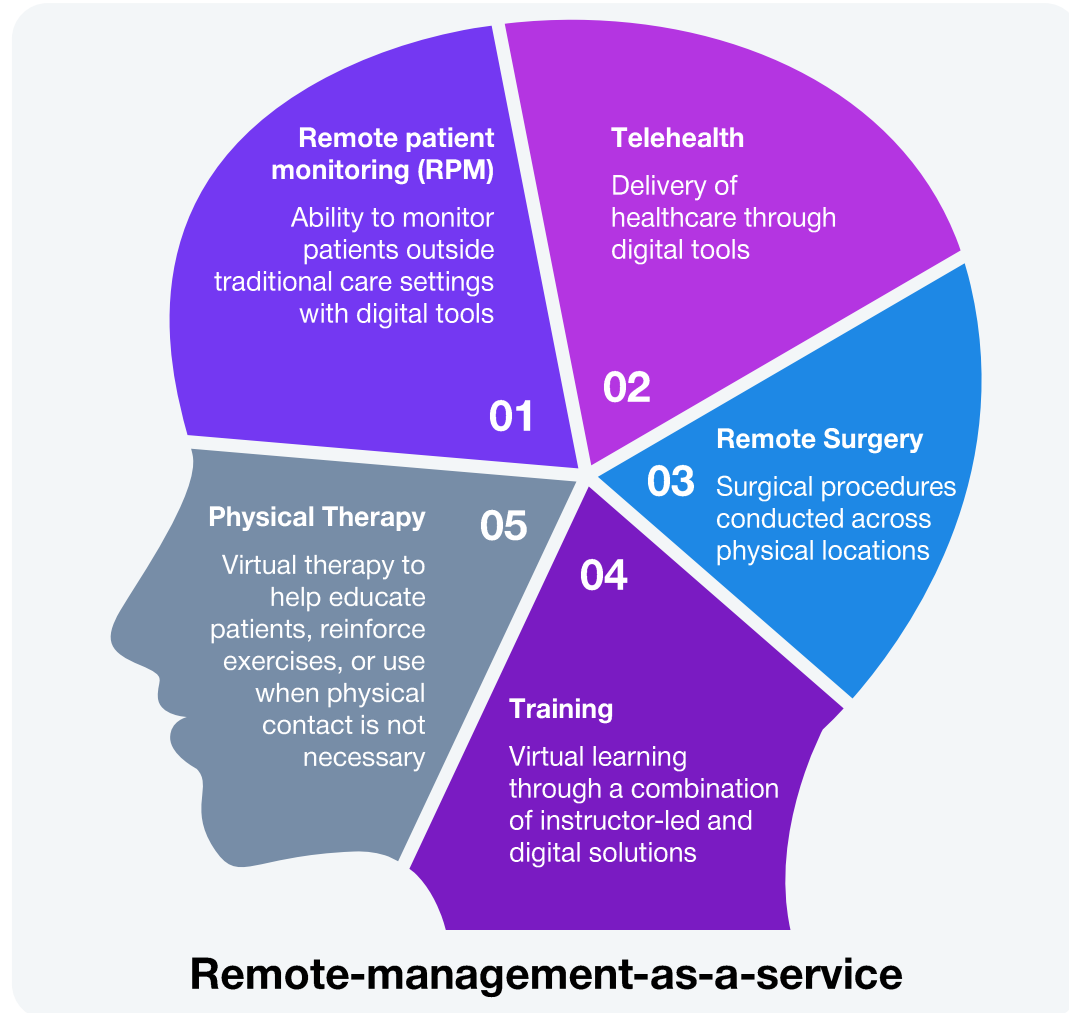 Remote patient
monitoring (RPM)
Ability to monitor
patients outside
traditional care settings
with digital tools
01
Telehealth
Delivery of
healthcare through
digital tools
02
Remote Surgery
03
Surgical procedures
conducted across
physical locations
04
Training
Virtual learning
through a combination
of instructor-led and
digital solutions
Physical Therapy
05
Virtual therapy to
help educate
patients, reinforce
exercises, or use
when physical
contact is not
necessary
Remote-management-as-a-service